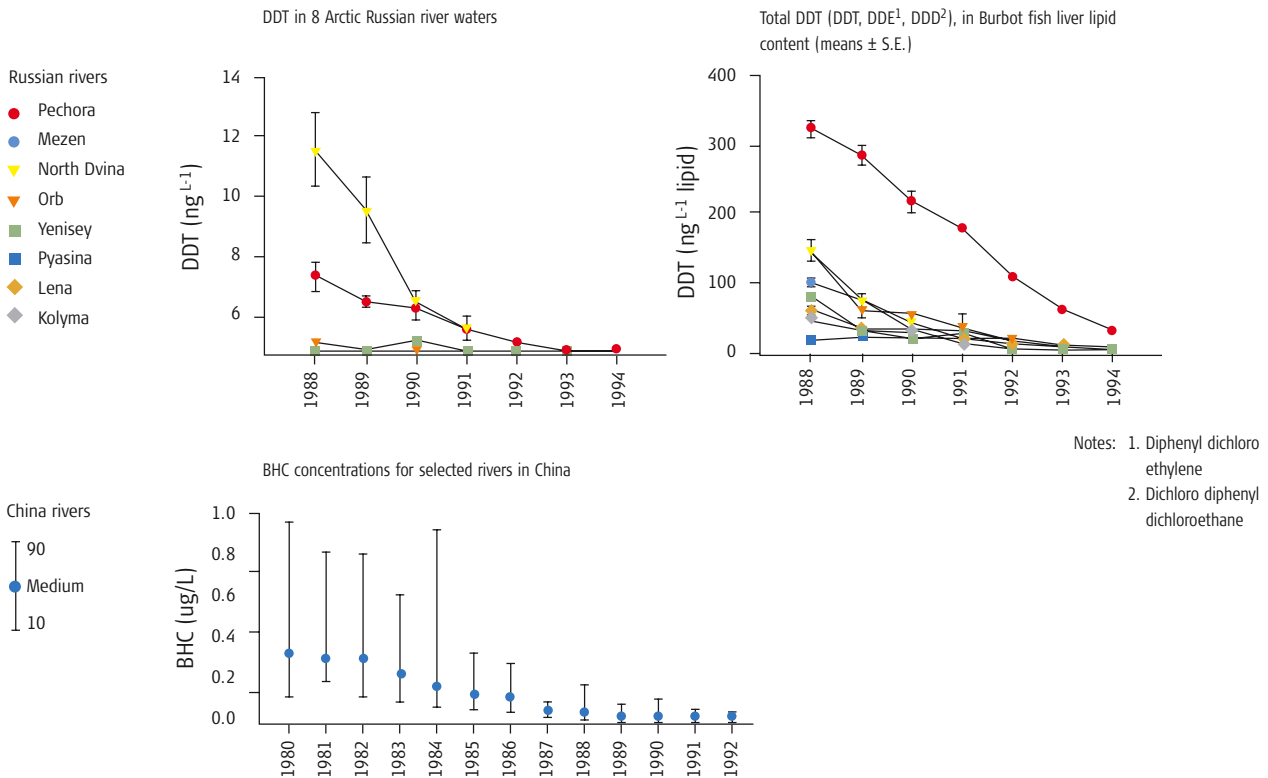 DDT in 8 Arctic Russian river waters
Russian rivers
Pechora
Mezen
North Dvina
Orb
Yenisey
Pyasina
Lena
Kolyma
DDT (ng L-1)
14
12
10
8
6
1988 1989 1990 1991 1992 1993 1994
Total DDT (DDT, DDE1, DDD2), in Burbot fish liver lipid
content (means ± S.E.)
DDT (ng L-1 lipid)
400
300
200
100
0
1988 1989 1990 1991 1992 1993 1994
Notes: 1. Diphenyl dichloro
ethylene
2. Dichloro diphenyl
dichloroethane
BHC concentrations for selected rivers in China
China rivers
90
Medium
10
BHC (ug/L)
1.0
0.8
0.6
0.4
0.2
0.0
1980 1981 1982 1983 1984 1985 1986 1987 1988 1989 1990 1991 1992